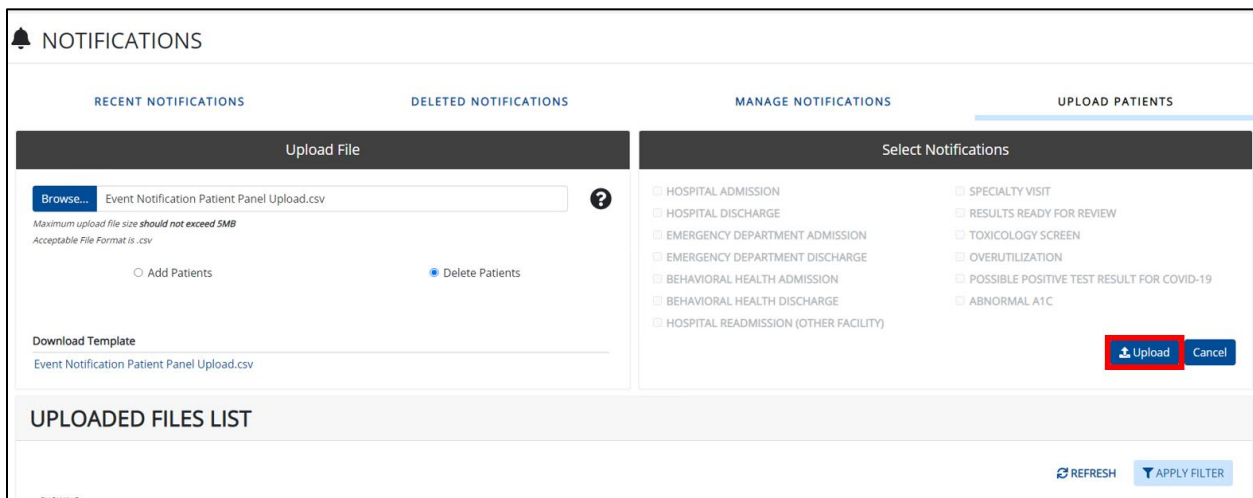 NOTIFICATIONS
RECENT NOTIFICATIONS
DELETED NOTIFICATIONS
MANAGE NOTIFICATIONS
UPLOAD PATIENTS
Upload File
Browse... Event Notification Patient Panel Upload.csv
Maximum upload file size should not exceed 5MB
Acceptable File Format is .csv
Add Patients
Delete Patients
Download Template
Event Notification Patient Panel Upload.csv
Select Notifications
HOSPITAL ADMISSION
HOSPITAL DISCHARGE
EMERGENCY DEPARTMENT ADMISSION
EMERGENCY DEPARTMENT DISCHARGE
BEHAVIORAL HEALTH ADMISSION
BEHAVIORAL HEALTH DISCHARGE
HOSPITAL READMISSION (OTHER FACILITY)
SPECIALTY VISIT
RESULTS READY FOR REVIEW
TOXICOLOGY SCREEN
OVERUTILIZATION
POSSIBLE POSITIVE TEST RESULT FOR COVID-19
ABNORMAL A1C
Upload
Cancel
UPLOADED FILES LIST
REFRESH
APPLY FILTER